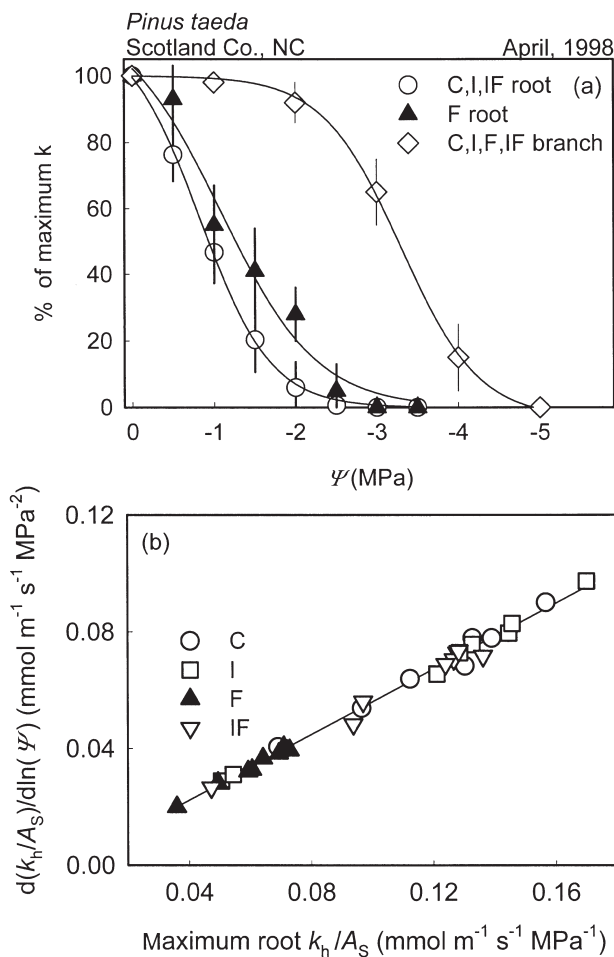 Pinus taeda
Scotland Co., NC April, 1998
(a)
C,I,IF root
F root
C,I,F,IF branch
100
80
60
40
20
0
% of maximum k
0 -1 -2 -3 -4 -5
Ψ(MPa)
(b)
C
I
F
IF
0.12
0.08
0.04
0.00
d(kh/AS)/dln(Ψ) (mmol m-1 s-1 MPa-2)
0.04 0.08 0.12 0.16
Maximum root kh/AS (mmol m-1 s-1 MPa-1)